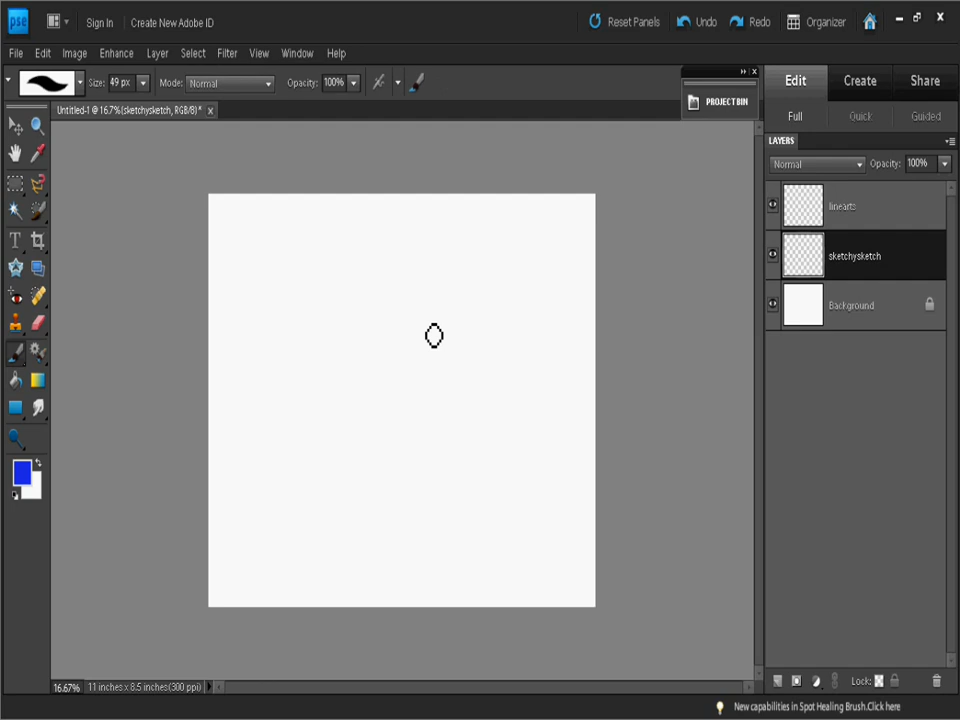 pse Sign In Create New Adobe ID Reset Panels Undo Redo Organizer
File Edit Image Enhance Layer Select Filter View Window Help
Size: 49 px Mode: Normal Opacity: 100%
PROJECT BIN
Edit Create Share
Full Quick Guided
Untitled-1 @ 16.7%(sketchysketch, RGB/8)* x
LAYERS
Normal Opacity: 100%
linearts
sketchysketch
Background
T
16.67% 11 inches x 8.5 inches(300 ppi)
Lock:
New capabilities in Spot Healing Brush.Click here